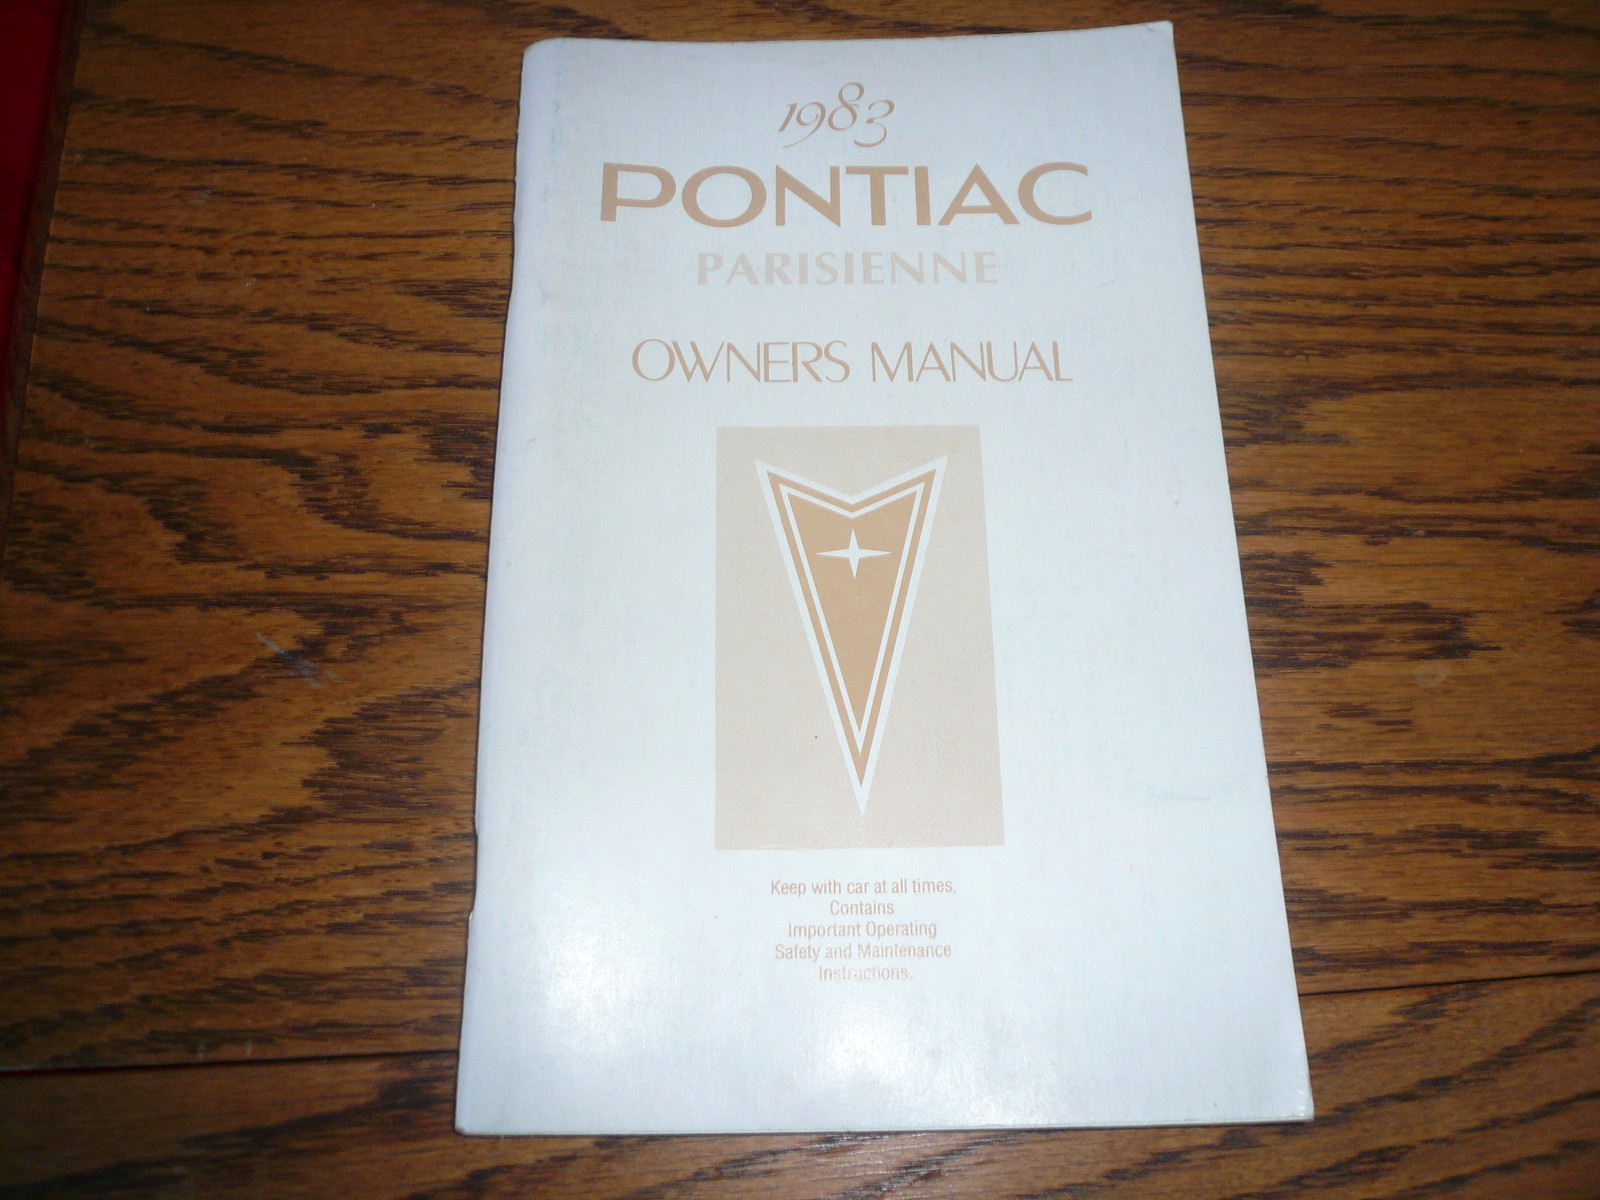 1983
PONTIAC
PARISIENNE
OWNERS MANUAL
Keep with car at all times.
Contains
Important Operating
Safety and Maintenance
Instructions.